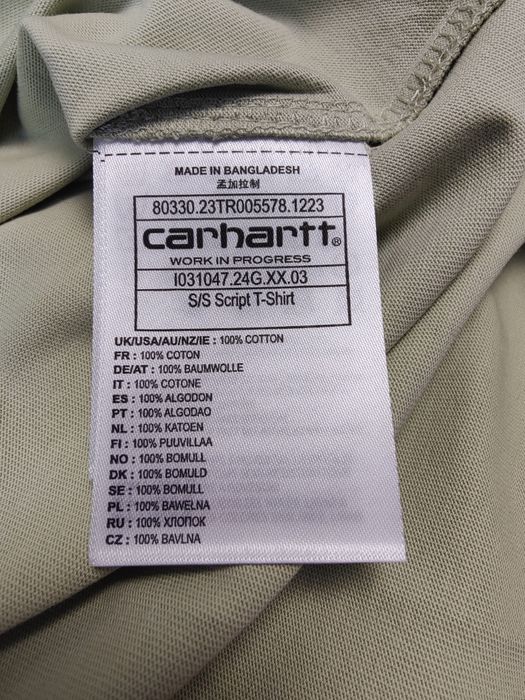 MADE IN BANGLADESH
孟加拉制
80330.23TR005578.1223
carhartt®
WORK IN PROGRESS
I031047.24G.XX.03
S/S Script T-Shirt
UK/USA/AU/NZ/IE : 100% COTTON
FR : 100% COTON
DE/AT : 100% BAUMWOLLE
IT : 100% COTONE
ES : 100% ALGODON
PT : 100% ALGODAO
NL : 100% KATOEN
FI : 100% PUUVILLAA
NO : 100% BOMULL
DK : 100% BOMULD
SE : 100% BOMULL
PL : 100% BAWEŁNA
RU : 100% ХЛОПОК
CZ : 100% BAVLNA